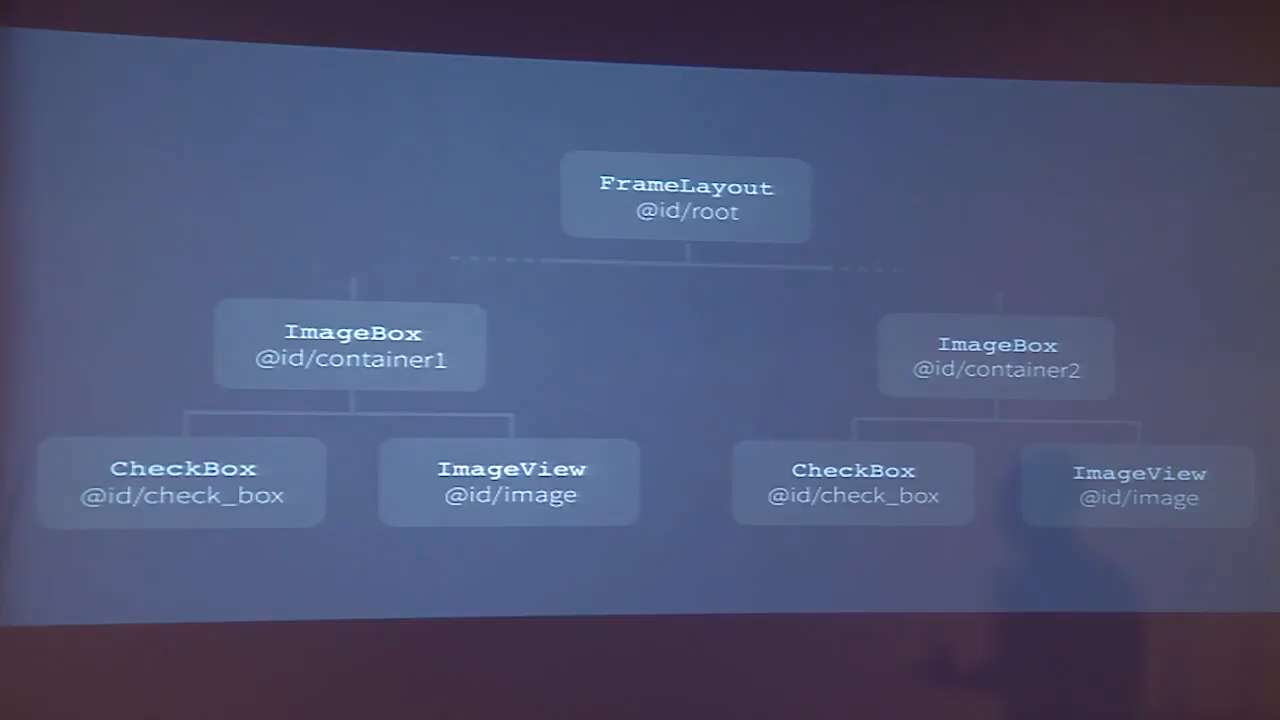 FrameLayout
@id/root
ImageBox
@id/container1
ImageBox
@id/container2
CheckBox
@id/check_box
ImageView
@id/image
CheckBox
@id/check_box
ImageView
@id/image